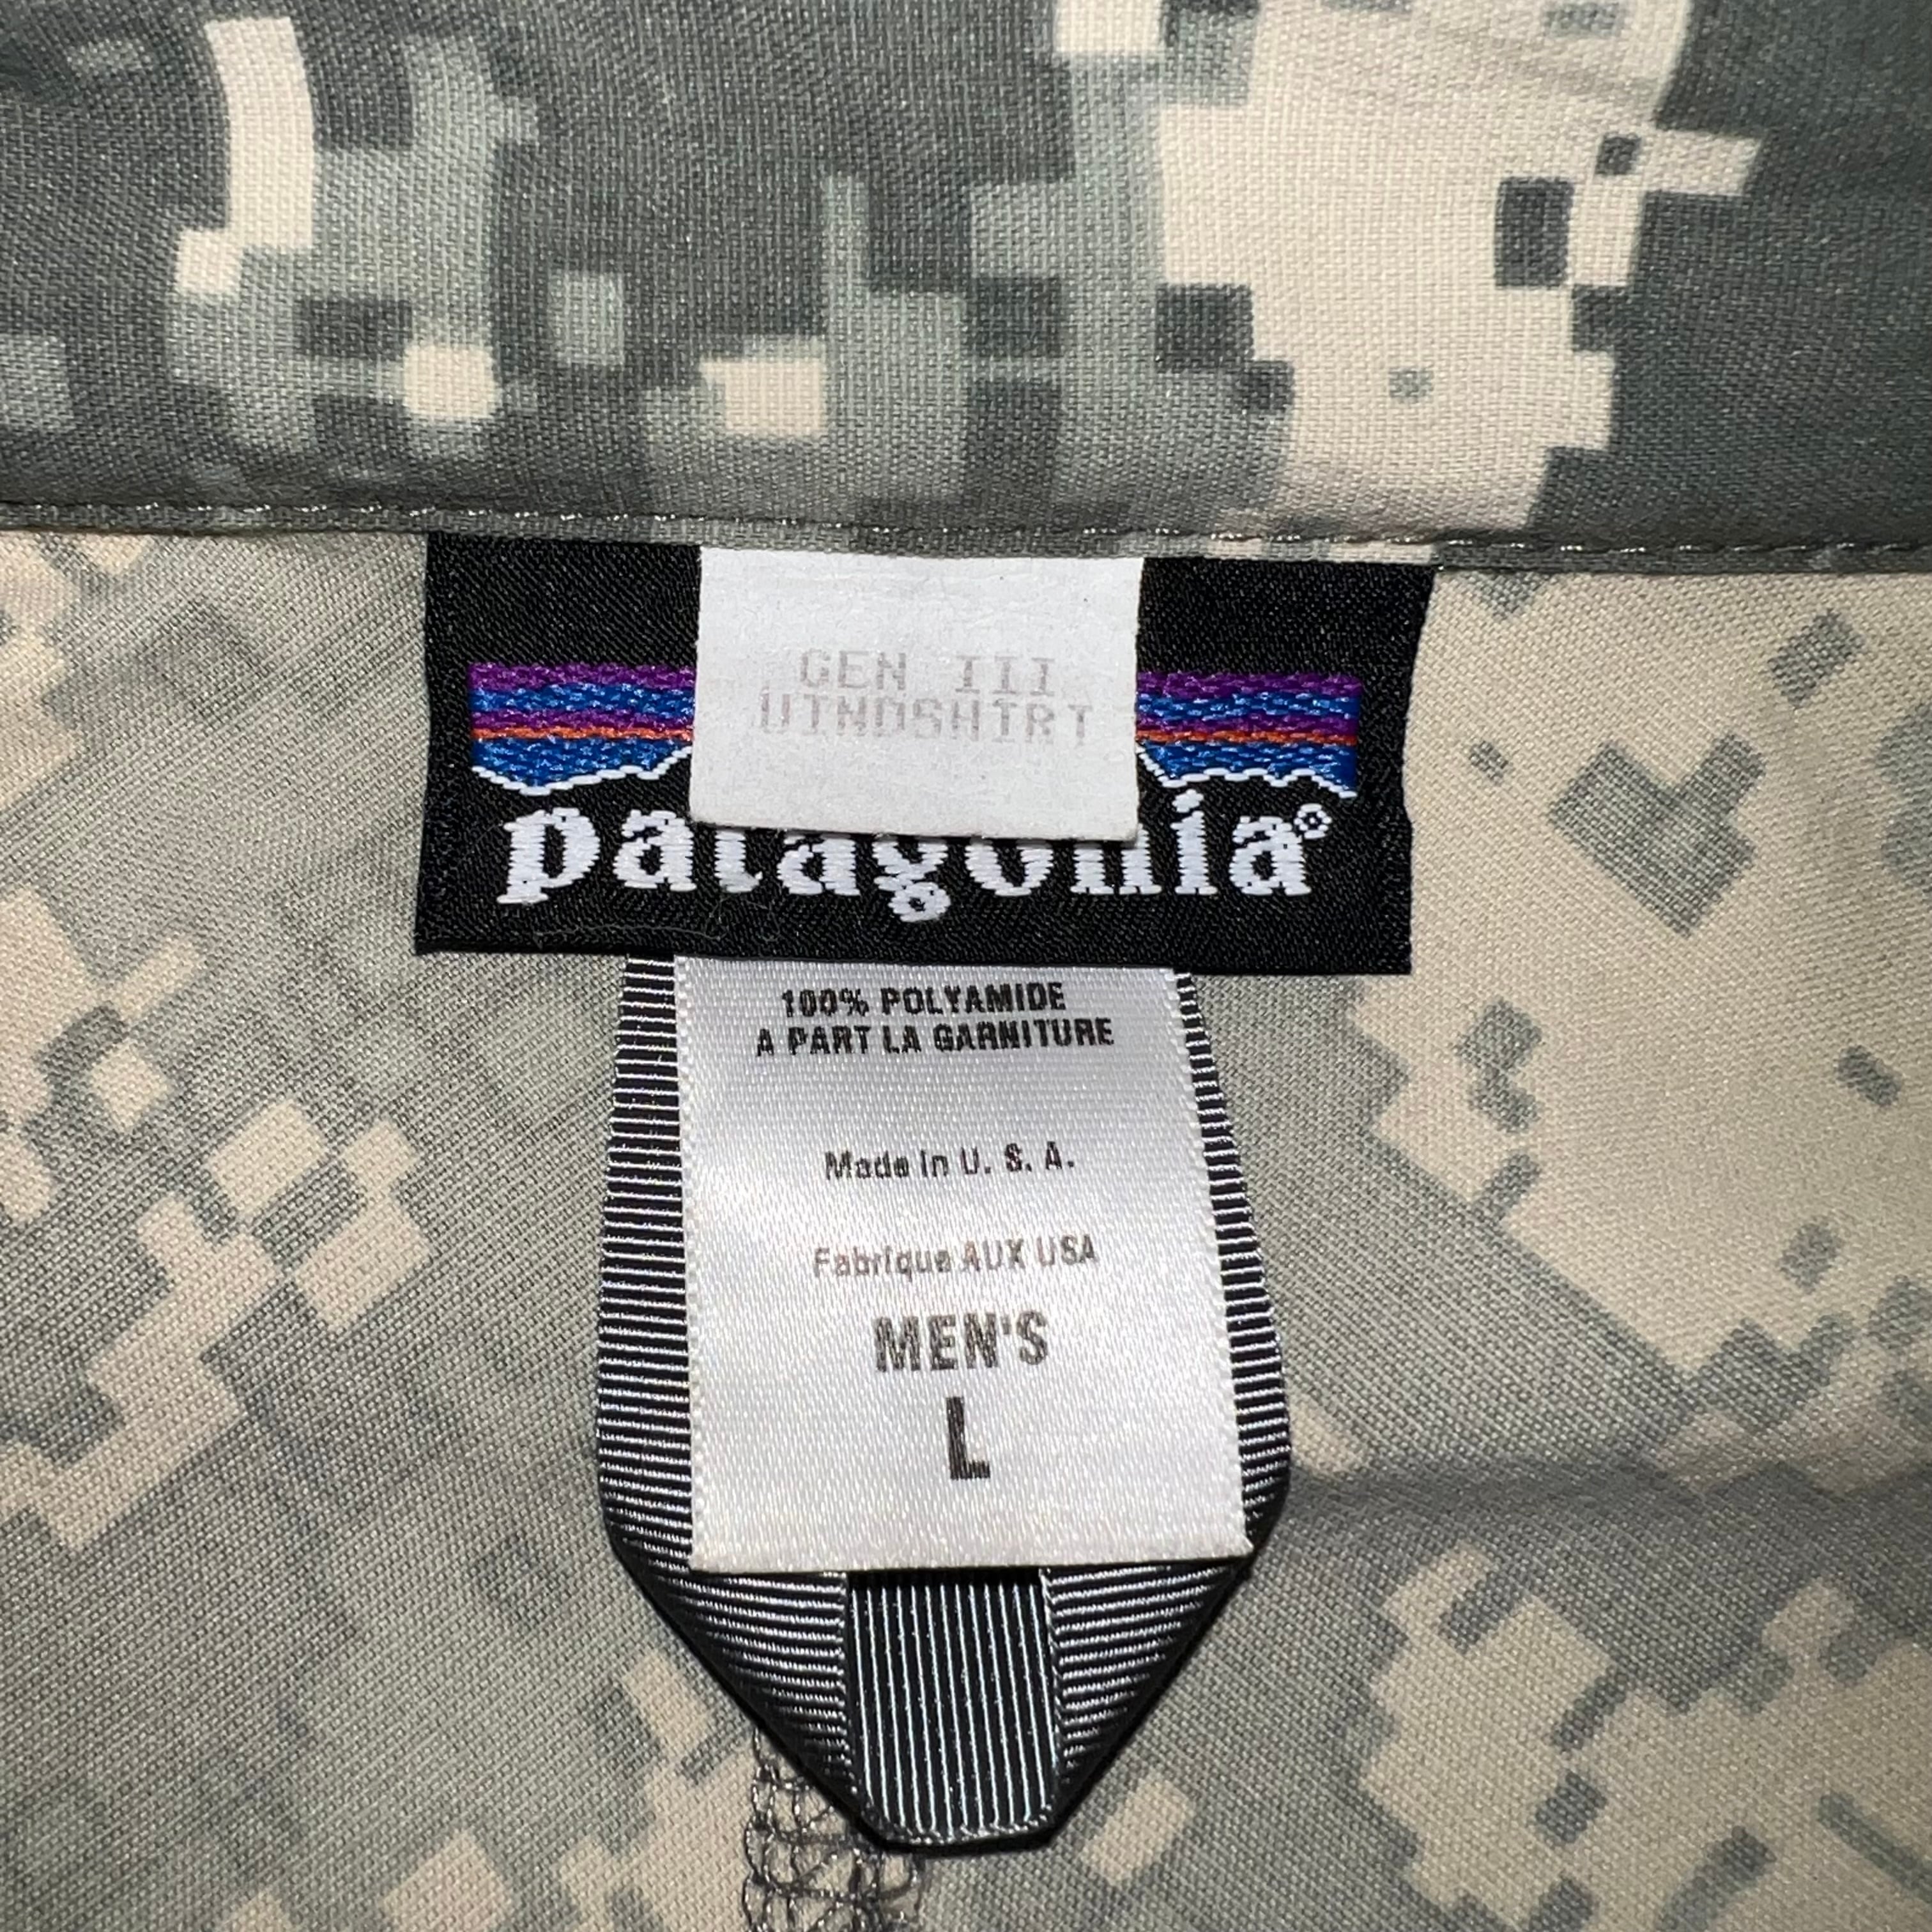 GEN III
WINDSHIRT
patagonia®
100% POLYAMIDE
A PART LA GARNITURE
Made in U. S. A.
Fabrique AUX USA
MEN'S
L